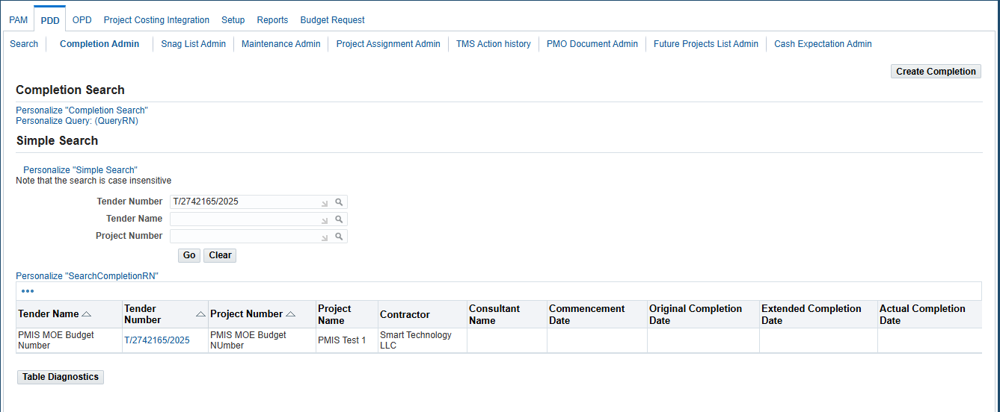 PAM PDD OPD Project Costing Integration Setup Reports Budget Request
Search Completion Admin Snag List Admin Maintenance Admin Project Assignment Admin TMS Action history PMO Document Admin Future Projects List Admin Cash Expectation Admin
Create Completion
Completion Search
Personalize "Completion Search"
Personalize Query: (QueryRN)
Simple Search
Personalize "Simple Search"
Note that the search is case insensitive
Tender Number T/2742165/2025
Tender Name
Project Number
Go Clear
Personalize "SearchCompletionRN"
Tender Name Tender Number Project Number Project Name Contractor Consultant Name Commencement Date Original Completion Date Extended Completion Date Actual Completion Date
PMIS MOE Budget Number T/2742165/2025 PMIS MOE Budget NUmber PMIS Test 1 Smart Technology LLC
Table Diagnostics